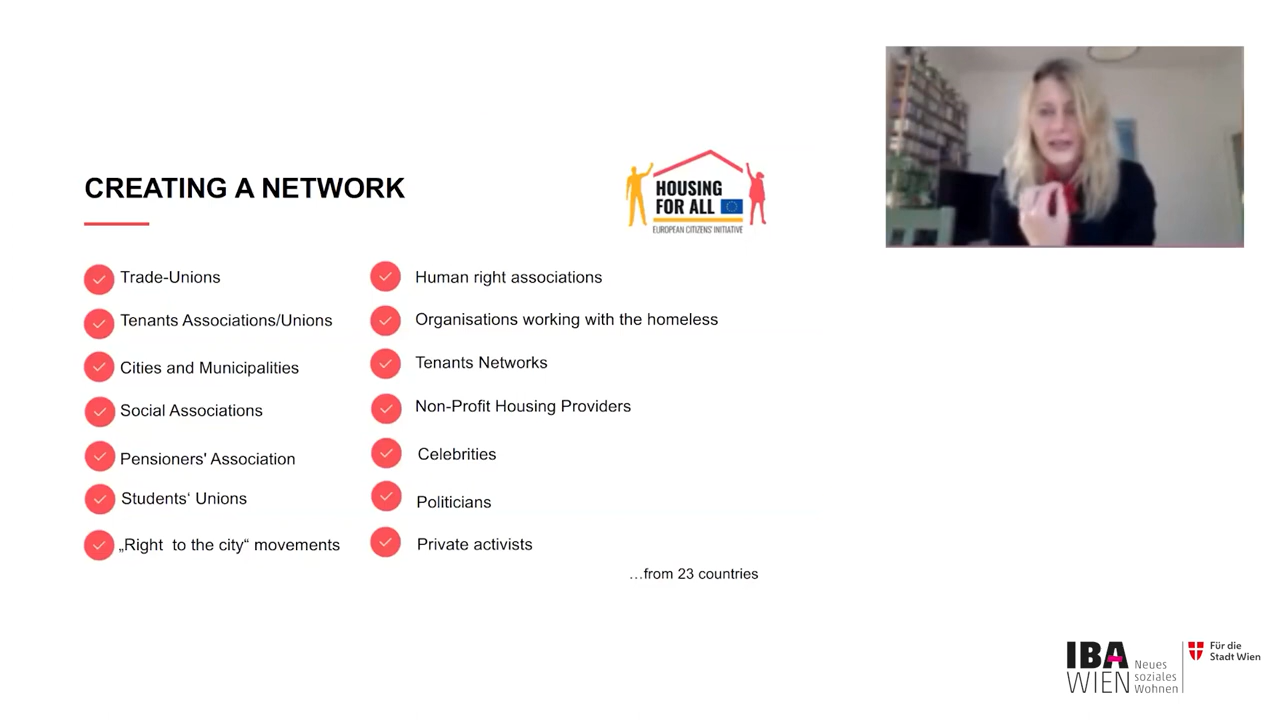 CREATING A NETWORK
HOUSING
FOR ALL
EUROPEAN CITIZENS' INITIATIVE
Trade-Unions
Tenants Associations/Unions
Cities and Municipalities
Social Associations
Pensioners' Association
Students‘ Unions
„Right to the city“ movements
Human right associations
Organisations working with the homeless
Tenants Networks
Non-Profit Housing Providers
Celebrities
Politicians
Private activists
…from 23 countries
IBA
WIEN
Neues
soziales
Wohnen
Für die
Stadt Wien